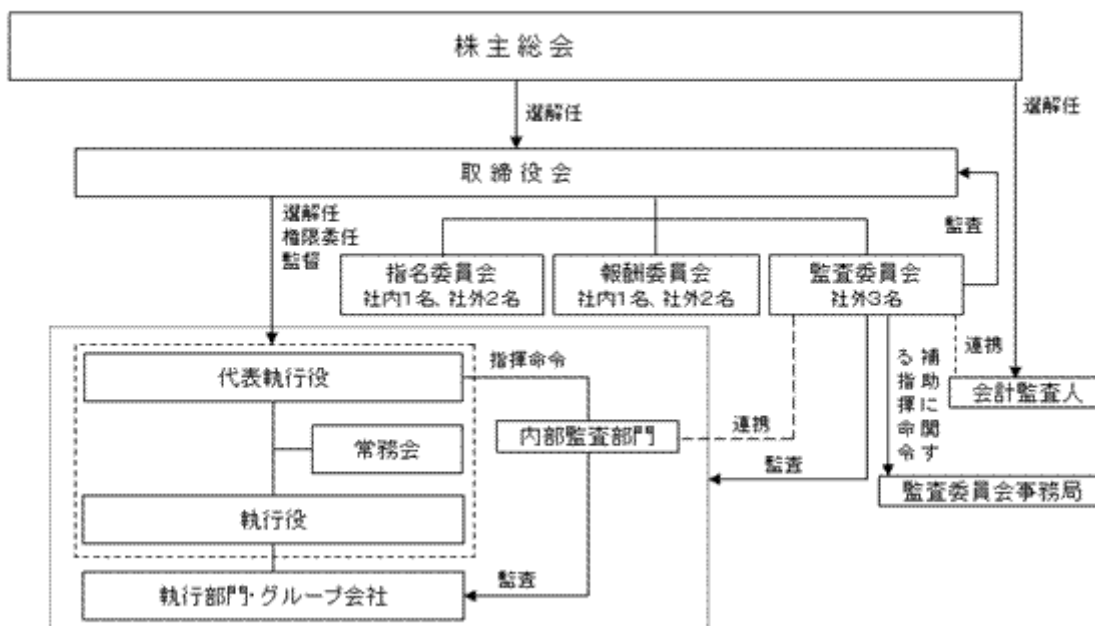 株主総会
選解任
選解任
取締役会
選解任
権限委任
監督
監査
指名委員会
社内1名、社外2名
報酬委員会
社内1名、社外2名
監査委員会
社外3名
代表執行役
指揮命令
補助に関す
る指揮命令
連携
会計監査人
常務会
内部監査部門
連携
監査
監査委員会事務局
執行役
監査
執行部門・グループ会社